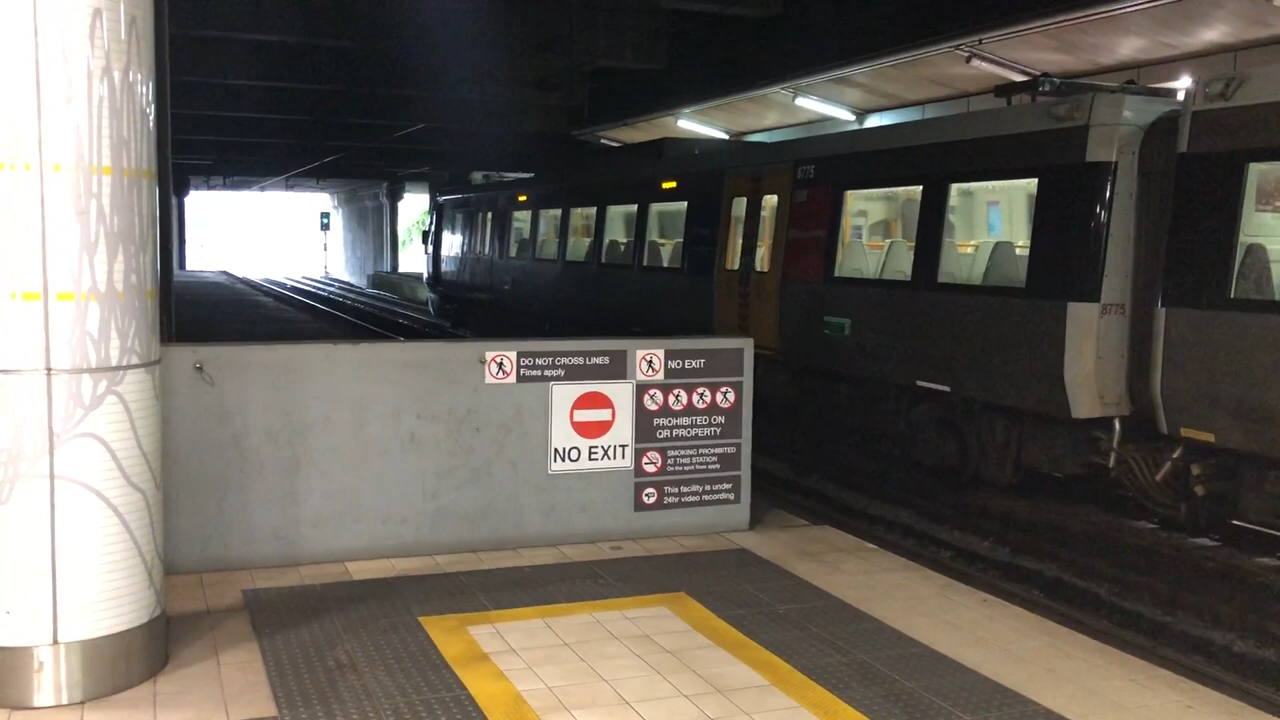 6775
8775
DO NOT CROSS LINES
Fines apply
NO EXIT
NO EXIT
PROHIBITED ON
QR PROPERTY
SMOKING PROHIBITED
AT THIS STATION
On the spot fines apply
This facility is under
24hr video recording